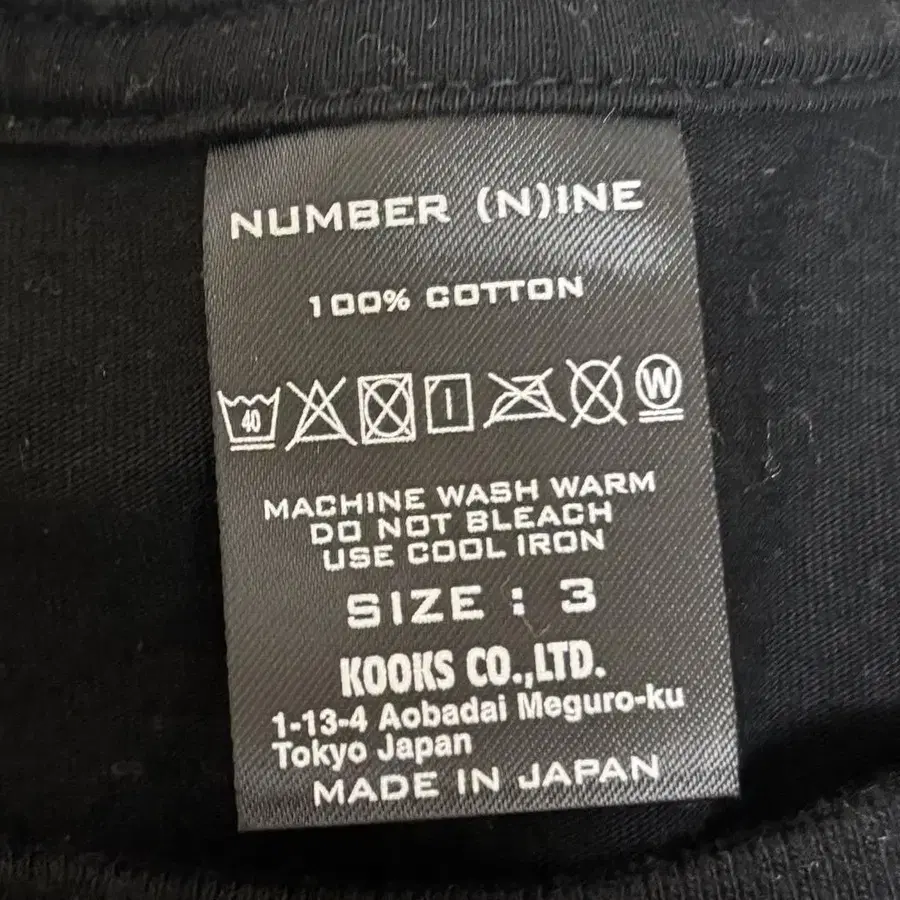 NUMBER (N)INE
100% COTTON
40 W
MACHINE WASH WARM
DO NOT BLEACH
USE COOL IRON
SIZE : 3
KOOKS CO.,LTD.
1-13-4 Aobadai Meguro-ku
Tokyo Japan
MADE IN JAPAN